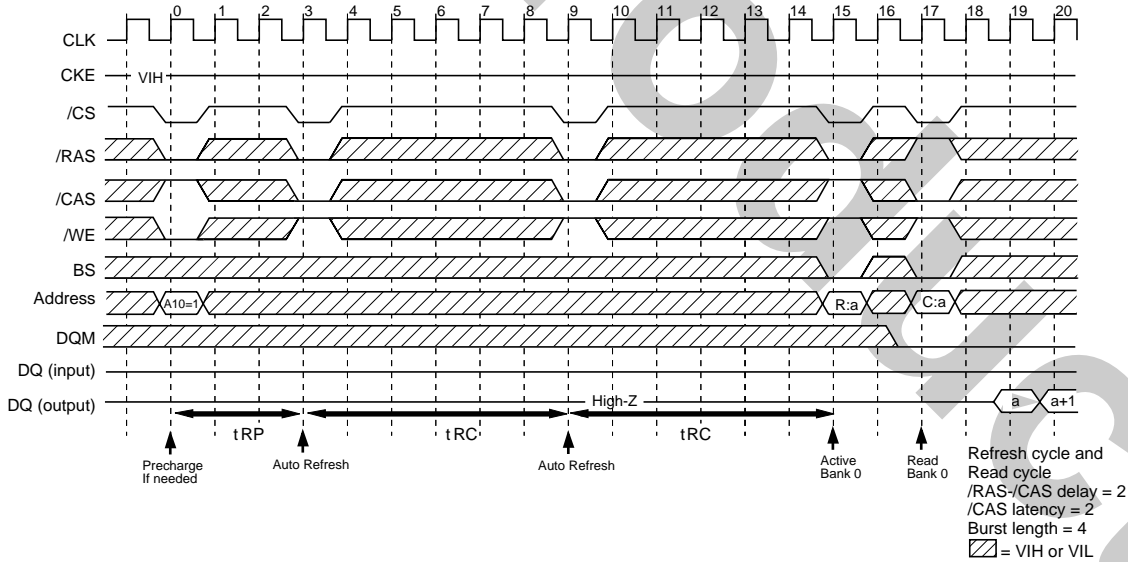 0 1 2 3 4 5 6 7 8 9 10 11 12 13 14 15 16 17 18 19 20
CLK
CKE VIH
/CS
/RAS
/CAS
/WE
BS
Address A10=1 R:a C:a
DQM
DQ (input)
DQ (output) High-Z a a+1
tRP tRC tRC
Precharge If needed
Auto Refresh
Auto Refresh
Active Bank 0
Read Bank 0
Refresh cycle and
Read cycle
/RAS-/CAS delay = 2
/CAS latency = 2
Burst length = 4
= VIH or VIL